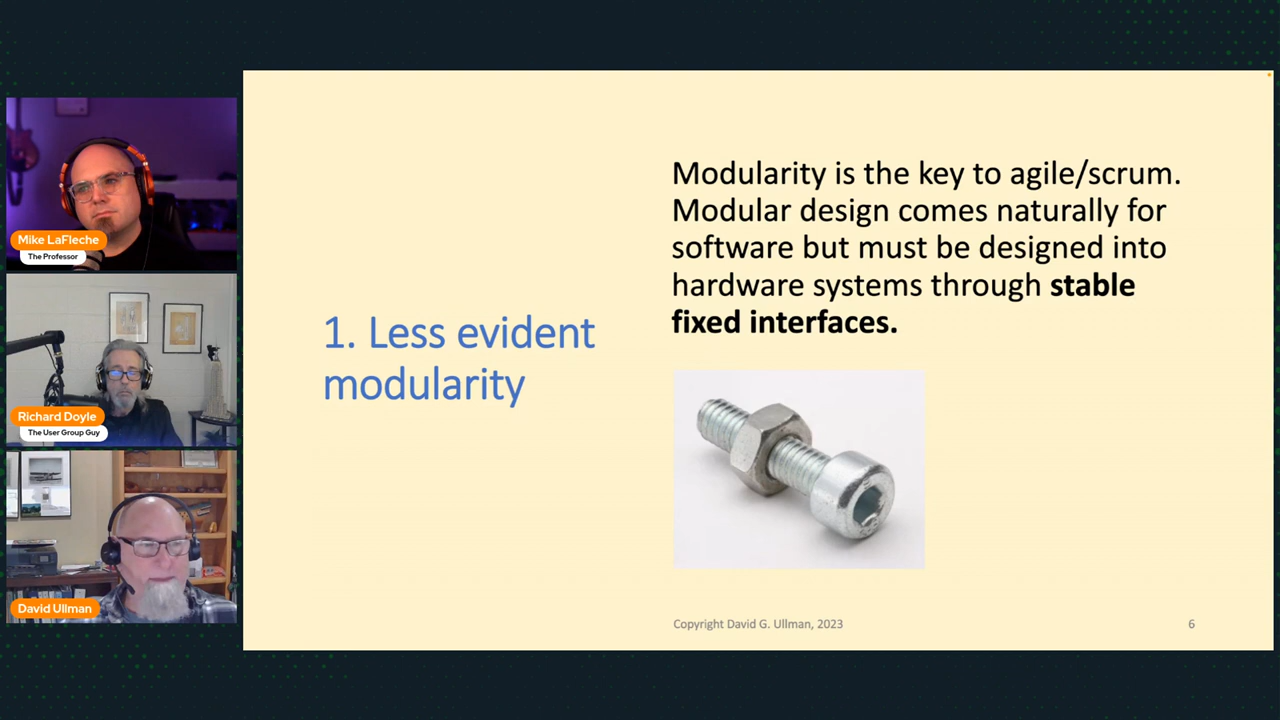 Mike LaFleche
The Professor
Richard Doyle
The User Group Guy
David Ullman
1. Less evident
modularity
Modularity is the key to agile/scrum.
Modular design comes naturally for
software but must be designed into
hardware systems through stable
fixed interfaces.
Copyright David G. Ullman, 2023
6